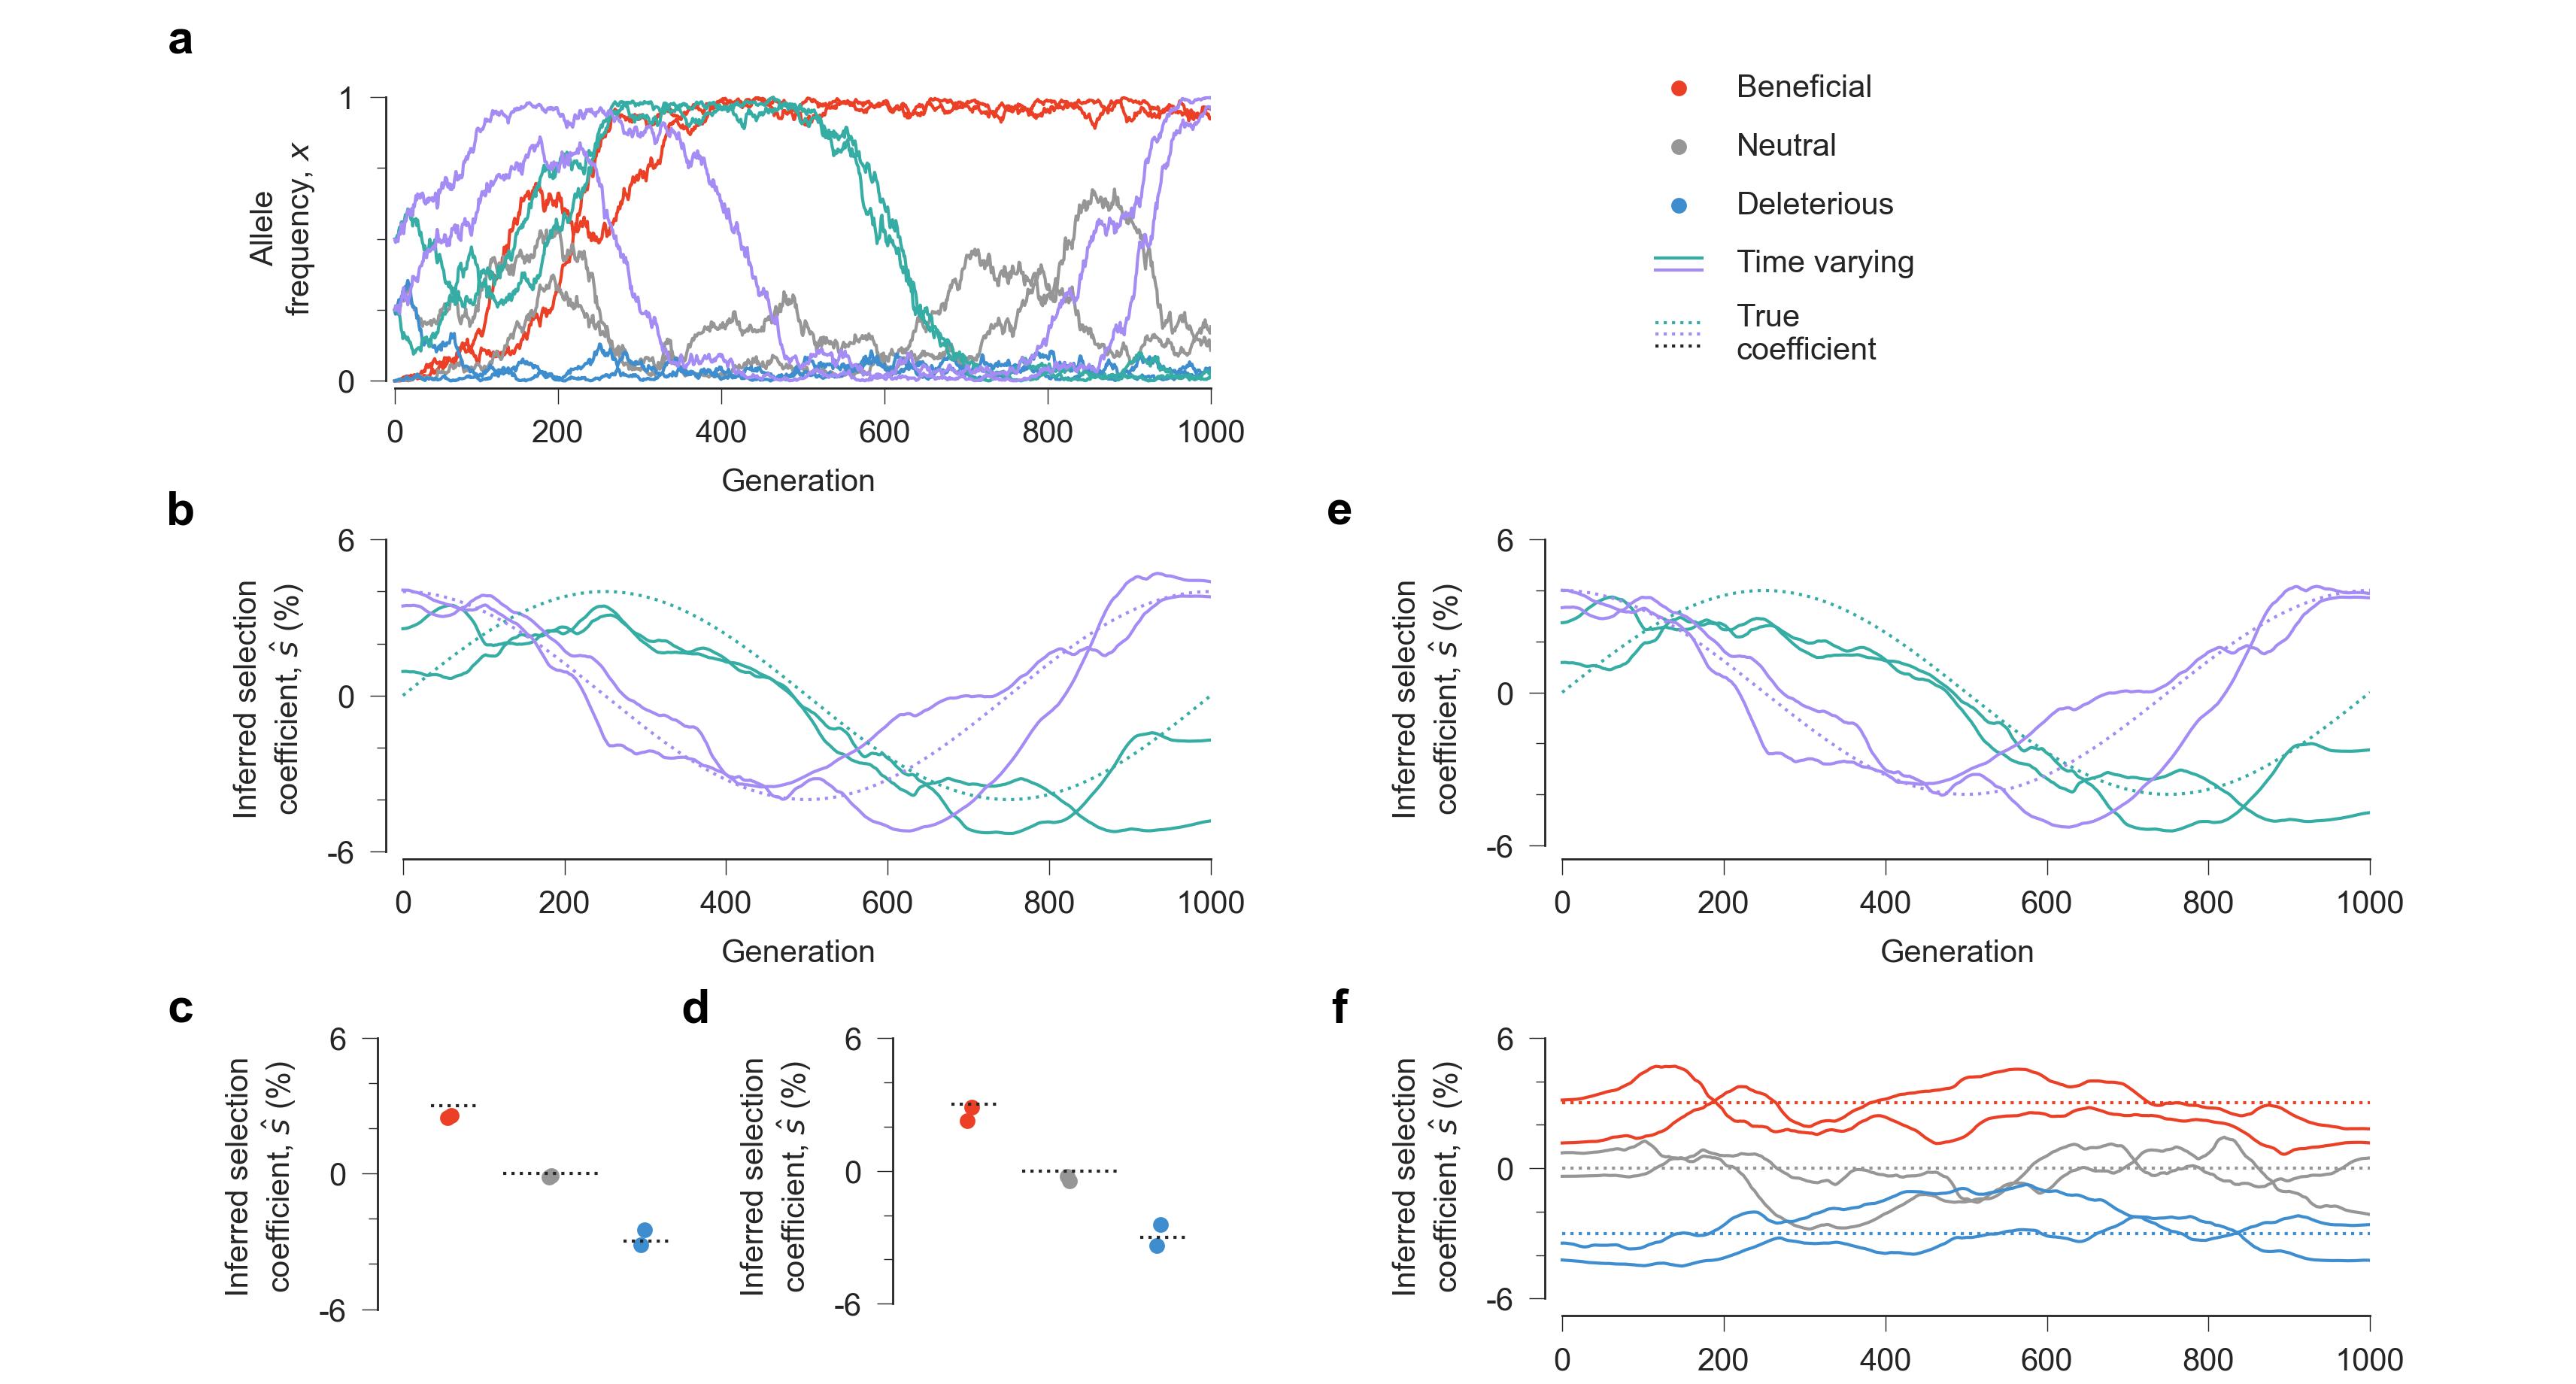 a
1
0
Allele
frequency, x
0 200 400 600 800 1000
Generation
Beneficial
Neutral
Deleterious
Time varying
True
coefficient
b
6
0
-6
Inferred selection
coefficient, ŝ (%)
0 200 400 600 800 1000
Generation
e
6
0
-6
Inferred selection
coefficient, ŝ (%)
0 200 400 600 800 1000
Generation
c
6
0
-6
Inferred selection
coefficient, ŝ (%)
d
6
0
-6
Inferred selection
coefficient, ŝ (%)
f
6
0
-6
Inferred selection
coefficient, ŝ (%)
0 200 400 600 800 1000